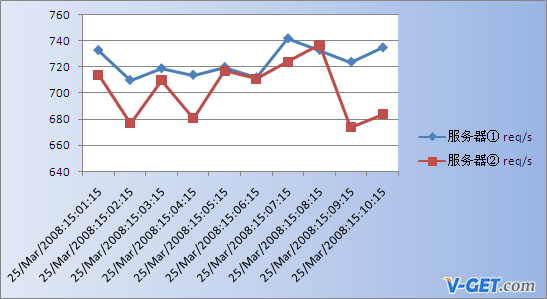 760
740
720
700
680
660
640
25/Mar/2008:15:01:15
25/Mar/2008:15:02:15
25/Mar/2008:15:03:15
25/Mar/2008:15:04:15
25/Mar/2008:15:05:15
25/Mar/2008:15:06:15
25/Mar/2008:15:07:15
25/Mar/2008:15:08:15
25/Mar/2008:15:09:15
25/Mar/2008:15:10:15
服务器① req/s
服务器② req/s
V-GET.com